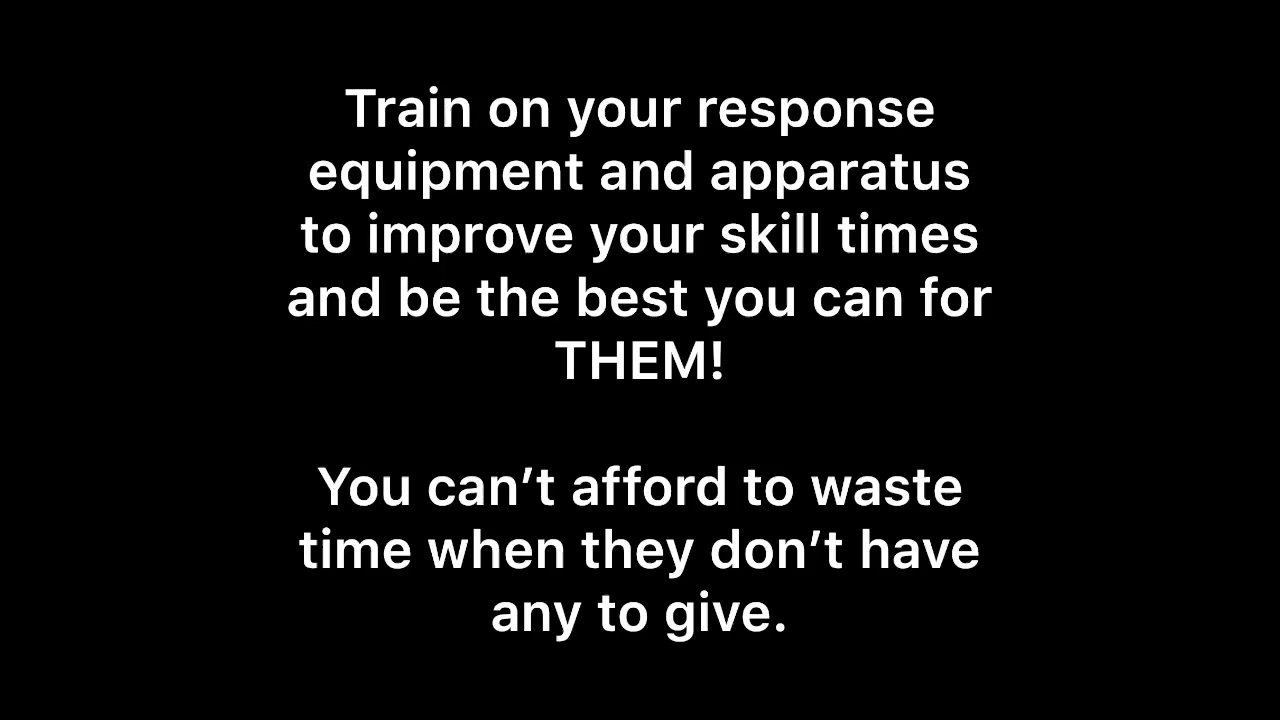 Train on your response
equipment and apparatus
to improve your skill times
and be the best you can for
THEM!
You can’t afford to waste
time when they don’t have
any to give.